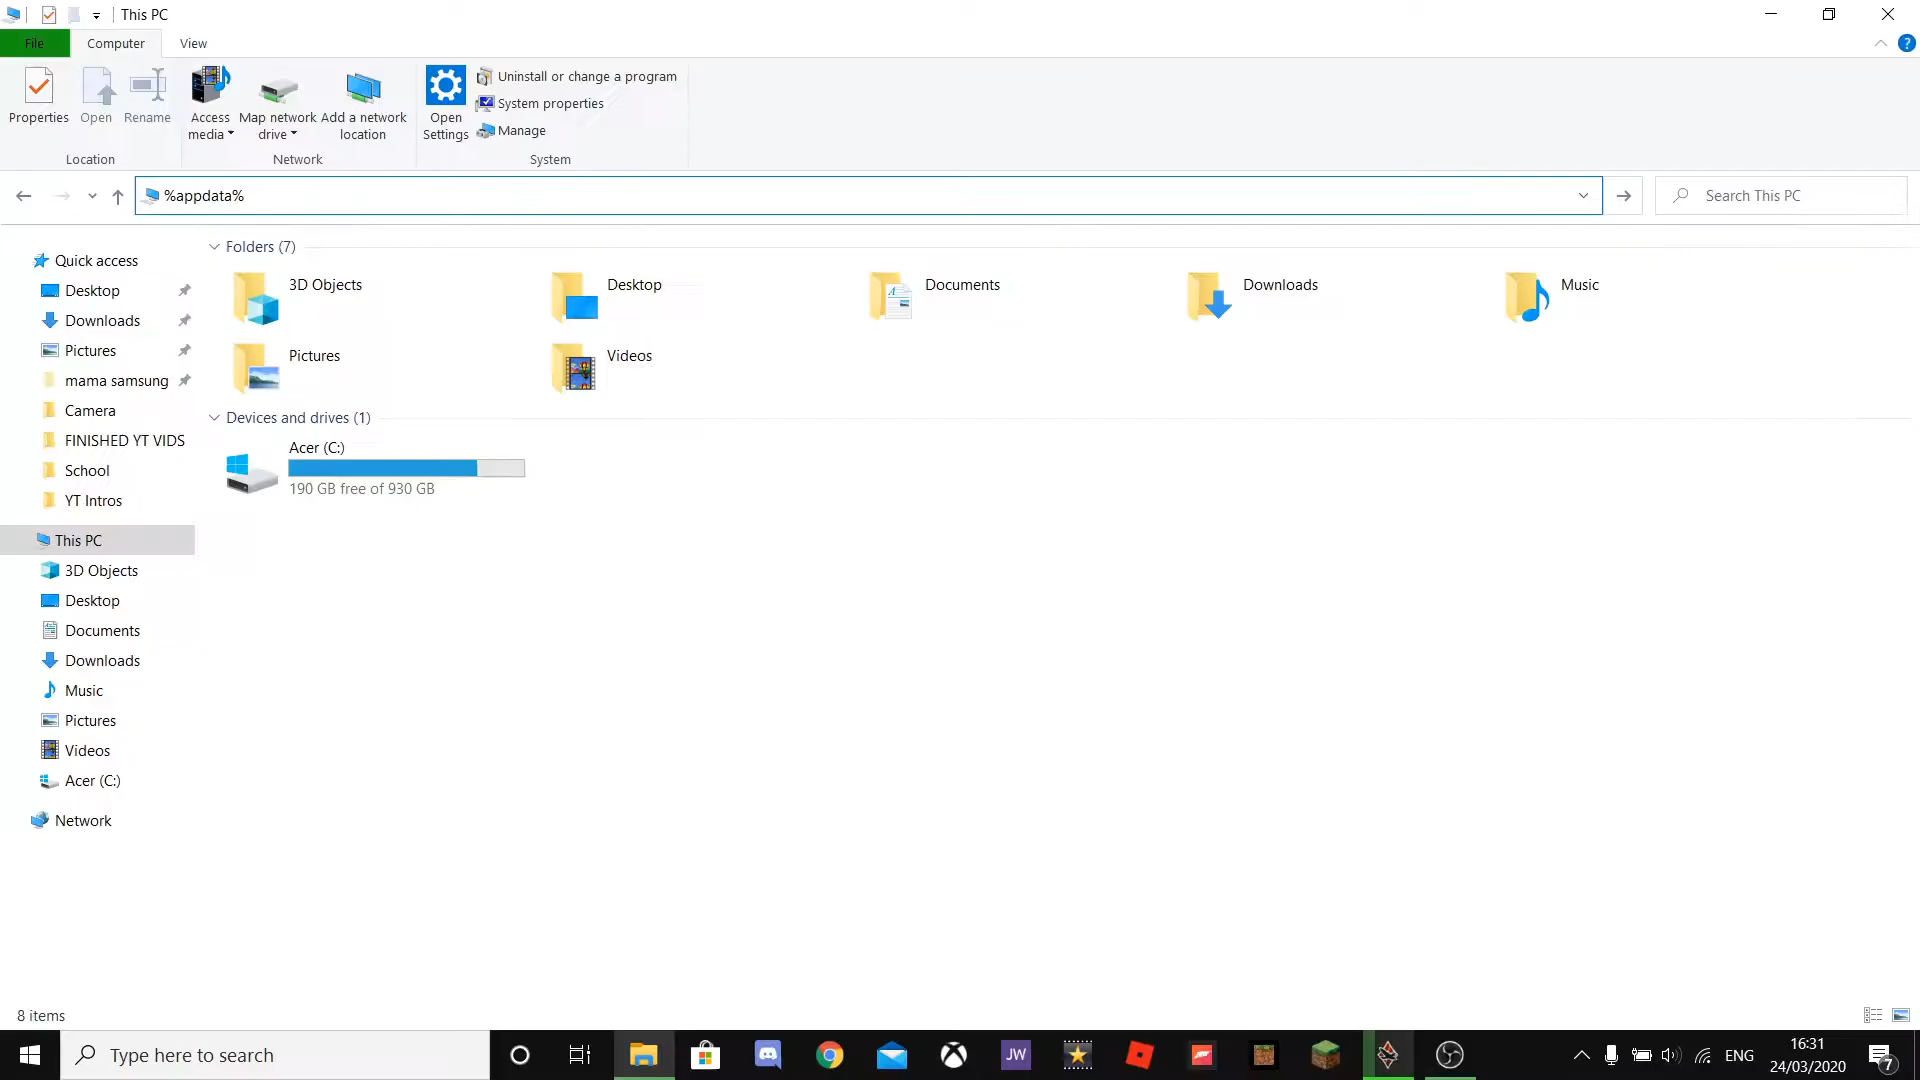 This PC
File
Computer
View
Properties
Open
Rename
Access media
Map network drive
Add a network location
Open Settings
Uninstall or change a program
System properties
Manage
Location
Network
System
%appdata%
Search This PC
Quick access
Desktop
Downloads
Pictures
mama samsung
Camera
FINISHED YT VIDS
School
YT Intros
This PC
3D Objects
Desktop
Documents
Downloads
Music
Pictures
Videos
Acer (C:)
Network
Folders (7)
3D Objects
Desktop
Documents
Downloads
Music
Pictures
Videos
Devices and drives (1)
Acer (C:)
190 GB free of 930 GB
8 items
Type here to search
JW
ENG
16:31
24/03/2020
7